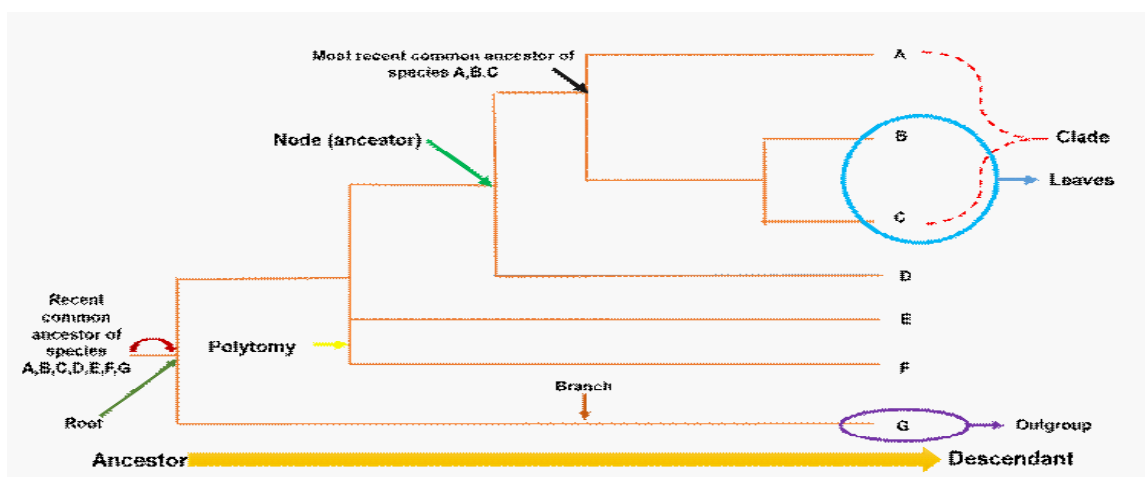 Most recent common ancestor of
species A,B.C
A
B
Clade
Node (ancestor)
Leaves
C
D
Recent
common
ancestor of
species
A,B,C,D,E,F,G
E
Polytomy
F
Branch
Root
G
Outgroup
Ancestor
Descendant